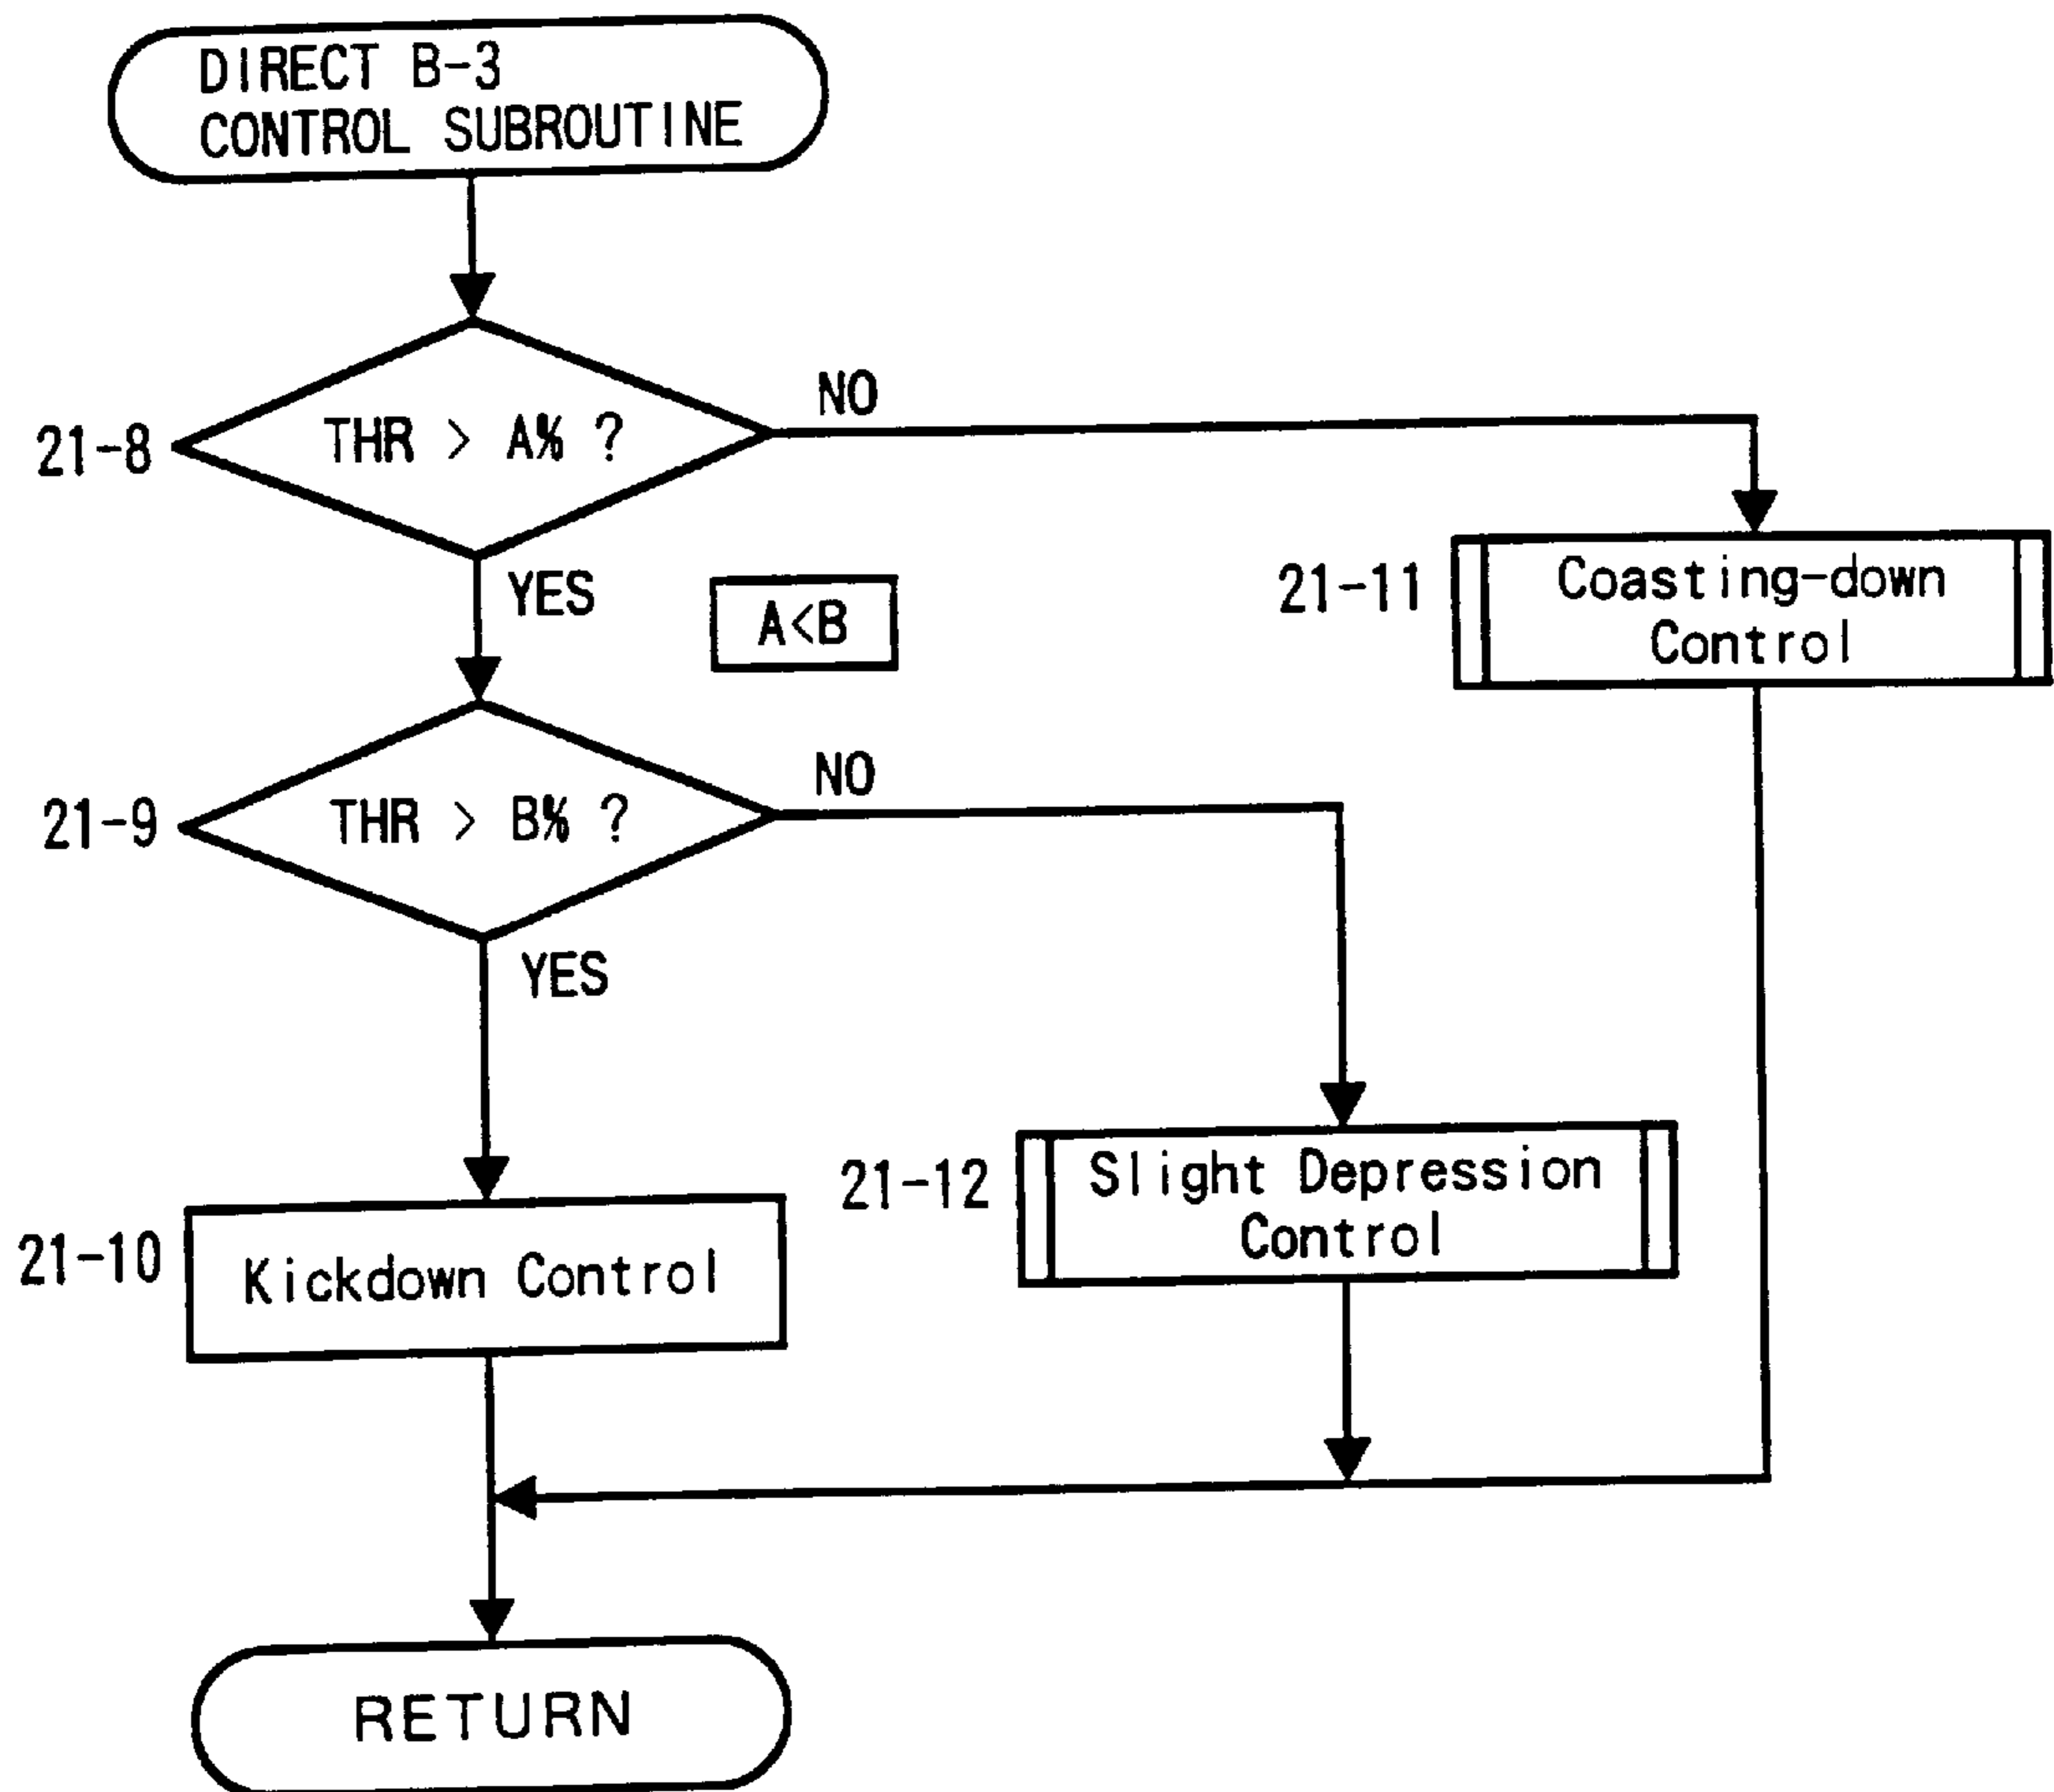 DIRECT B-3
CONTROL SUBROUTINE
21-8
THR > A% ?
NO
YES
A<B
21-11
Coasting-down
Control
21-9
THR > B% ?
NO
YES
21-12
Slight Depression
Control
21-10
Kickdown Control
RETURN